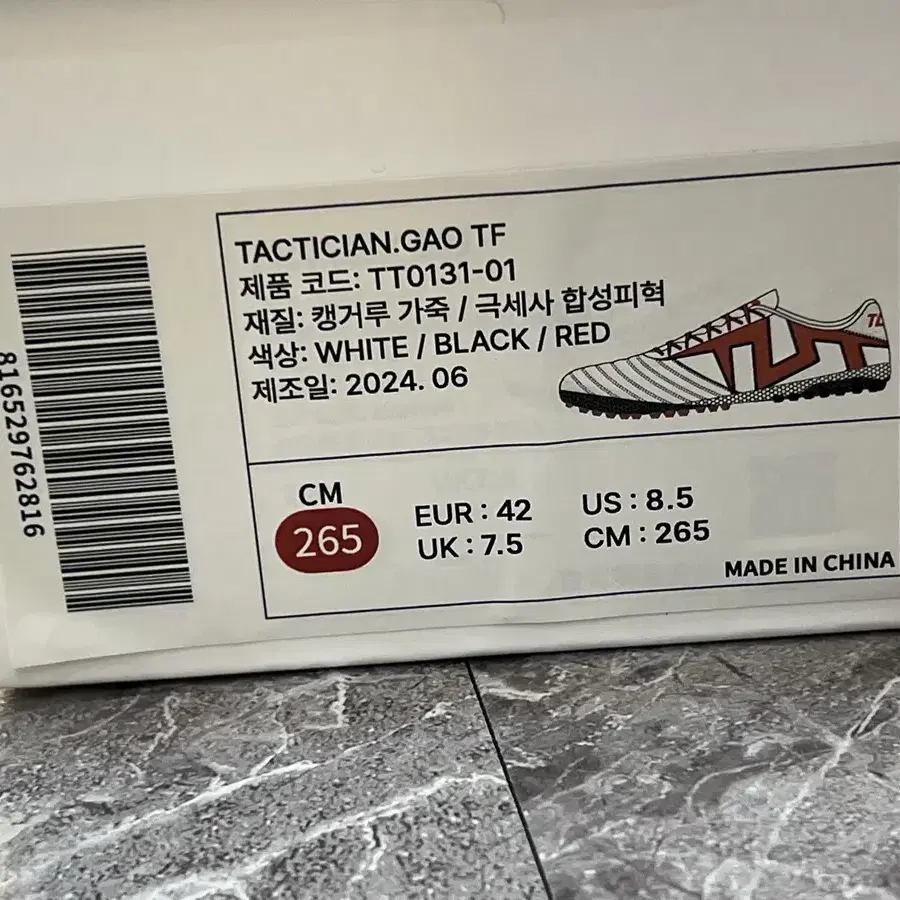 TACTICIAN.GAO TF
제품 코드: TT0131-01
재질: 캥거루 가죽 / 극세사 합성피혁
색상: WHITE / BLACK / RED
제조일: 2024. 06
816529762816
CM
265
EUR : 42
US : 8.5
UK : 7.5
CM : 265
MADE IN CHINA